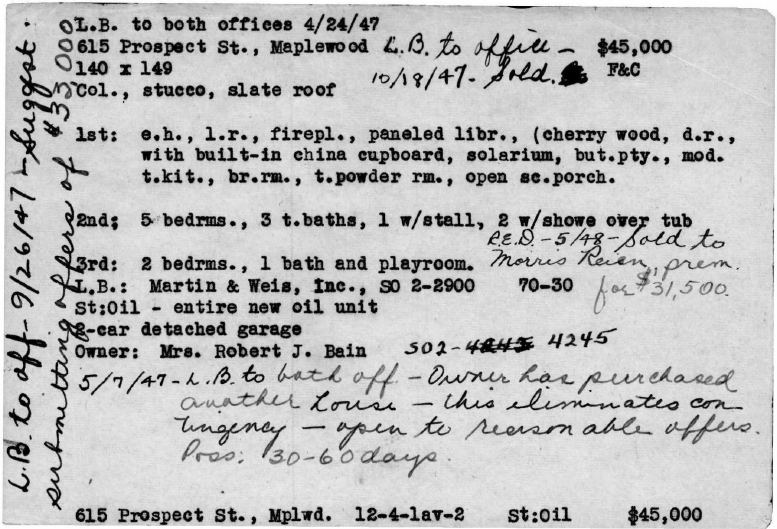 L.B. to both offices 4/24/47
615 Prospect St., Maplewood L.B. to office - $45,000
140 x 149 10/18/47 - Sold. F&C
Col., stucco, slate roof
1st: e.h., l.r., firepl., paneled libr., (cherry wood, d.r.,
with built-in china cupboard, solarium, but.pty., mod.
t.kit., br.rm., t.powder rm., open sc.porch.
2nd; 5 bedrms., 3 t.baths, 1 w/stall, 2 w/showe over tub
R.E.D. - 5/48 - Sold to
3rd: 2 bedrms., 1 bath and playroom. Morris Reien, prem.
L.B.: Martin & Weis, Inc., SO 2-2900 70-30 for $31,500.
St:Oil - entire new oil unit
2-car detached garage
Owner: Mrs. Robert J. Bain SO2-4245 4245
5/7/47 - L.B. to both off - Owner has purchased
another house - this eliminates con
tingency - open to reasonable offers.
Poss: 30-60 days.
615 Prospect St., Mplwd. 12-4-lav-2 St:Oil $45,000
L.B. to off - 9/26/47 - Suggest
submitting offers of $33000